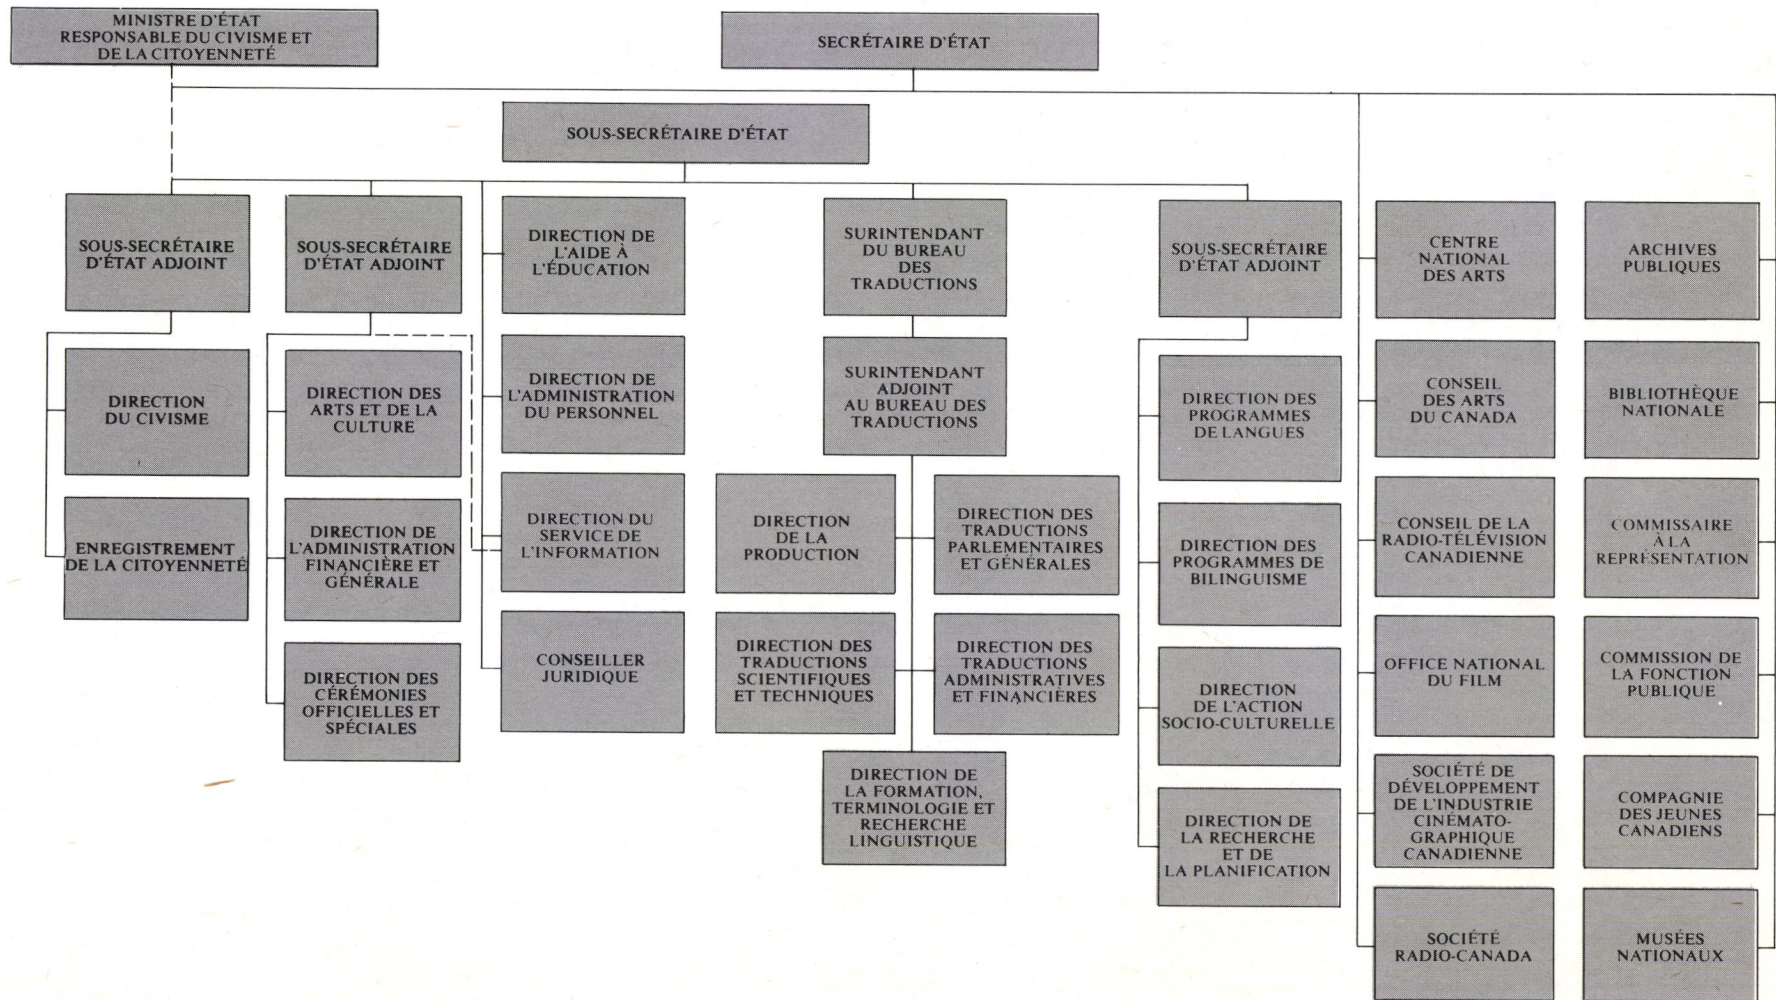 MINISTRE D'ÉTAT
RESPONSABLE DU CIVISME ET
DE LA CITOYENNETÉ
SECRÉTAIRE D'ÉTAT
SOUS-SECRÉTAIRE D'ÉTAT
SOUS-SECRÉTAIRE
D'ÉTAT ADJOINT
DIRECTION
DU CIVISME
ENREGISTREMENT
DE LA CITOYENNETÉ
SOUS-SECRÉTAIRE
D'ÉTAT ADJOINT
DIRECTION DES
ARTS ET DE LA
CULTURE
DIRECTION DE
L'ADMINISTRATION
FINANCIÈRE ET
GÉNÉRALE
DIRECTION DES
CÉRÉMONIES
OFFICIELLES ET
SPÉCIALES
DIRECTION DE
L'AIDE À
L'ÉDUCATION
DIRECTION DE
L'ADMINISTRATION
DU PERSONNEL
DIRECTION DU
SERVICE DE
L'INFORMATION
CONSEILLER
JURIDIQUE
SURINTENDANT
DU BUREAU
DES
TRADUCTIONS
SURINTENDANT
ADJOINT
AU BUREAU DES
TRADUCTIONS
DIRECTION
DE LA
PRODUCTION
DIRECTION DES
TRADUCTIONS
PARLEMENTAIRES
ET GÉNÉRALES
DIRECTION DES
TRADUCTIONS
SCIENTIFIQUES
ET TECHNIQUES
DIRECTION DES
TRADUCTIONS
ADMINISTRATIVES
ET FINANCIÈRES
DIRECTION DE
LA FORMATION,
TERMINOLOGIE ET
RECHERCHE
LINGUISTIQUE
SOUS-SECRÉTAIRE
D'ÉTAT ADJOINT
DIRECTION DES
PROGRAMMES
DE LANGUES
DIRECTION DES
PROGRAMMES DE
BILINGUISME
DIRECTION
DE L'ACTION
SOCIO-CULTURELLE
DIRECTION DE
LA RECHERCHE
ET DE
LA PLANIFICATION
CENTRE
NATIONAL
DES ARTS
CONSEIL
DES ARTS
DU CANADA
CONSEIL DE LA
RADIO-TÉLÉVISION
CANADIENNE
OFFICE NATIONAL
DU FILM
SOCIÉTÉ DE
DÉVELOPPEMENT
DE L'INDUSTRIE
CINÉMATO-
GRAPHIQUE
CANADIENNE
SOCIÉTÉ
RADIO-CANADA
ARCHIVES
PUBLIQUES
BIBLIOTHÈQUE
NATIONALE
COMMISSAIRE
À LA
REPRÉSENTATION
COMMISSION DE
LA FONCTION
PUBLIQUE
COMPAGNIE
DES JEUNES
CANADIENS
MUSÉES
NATIONAUX